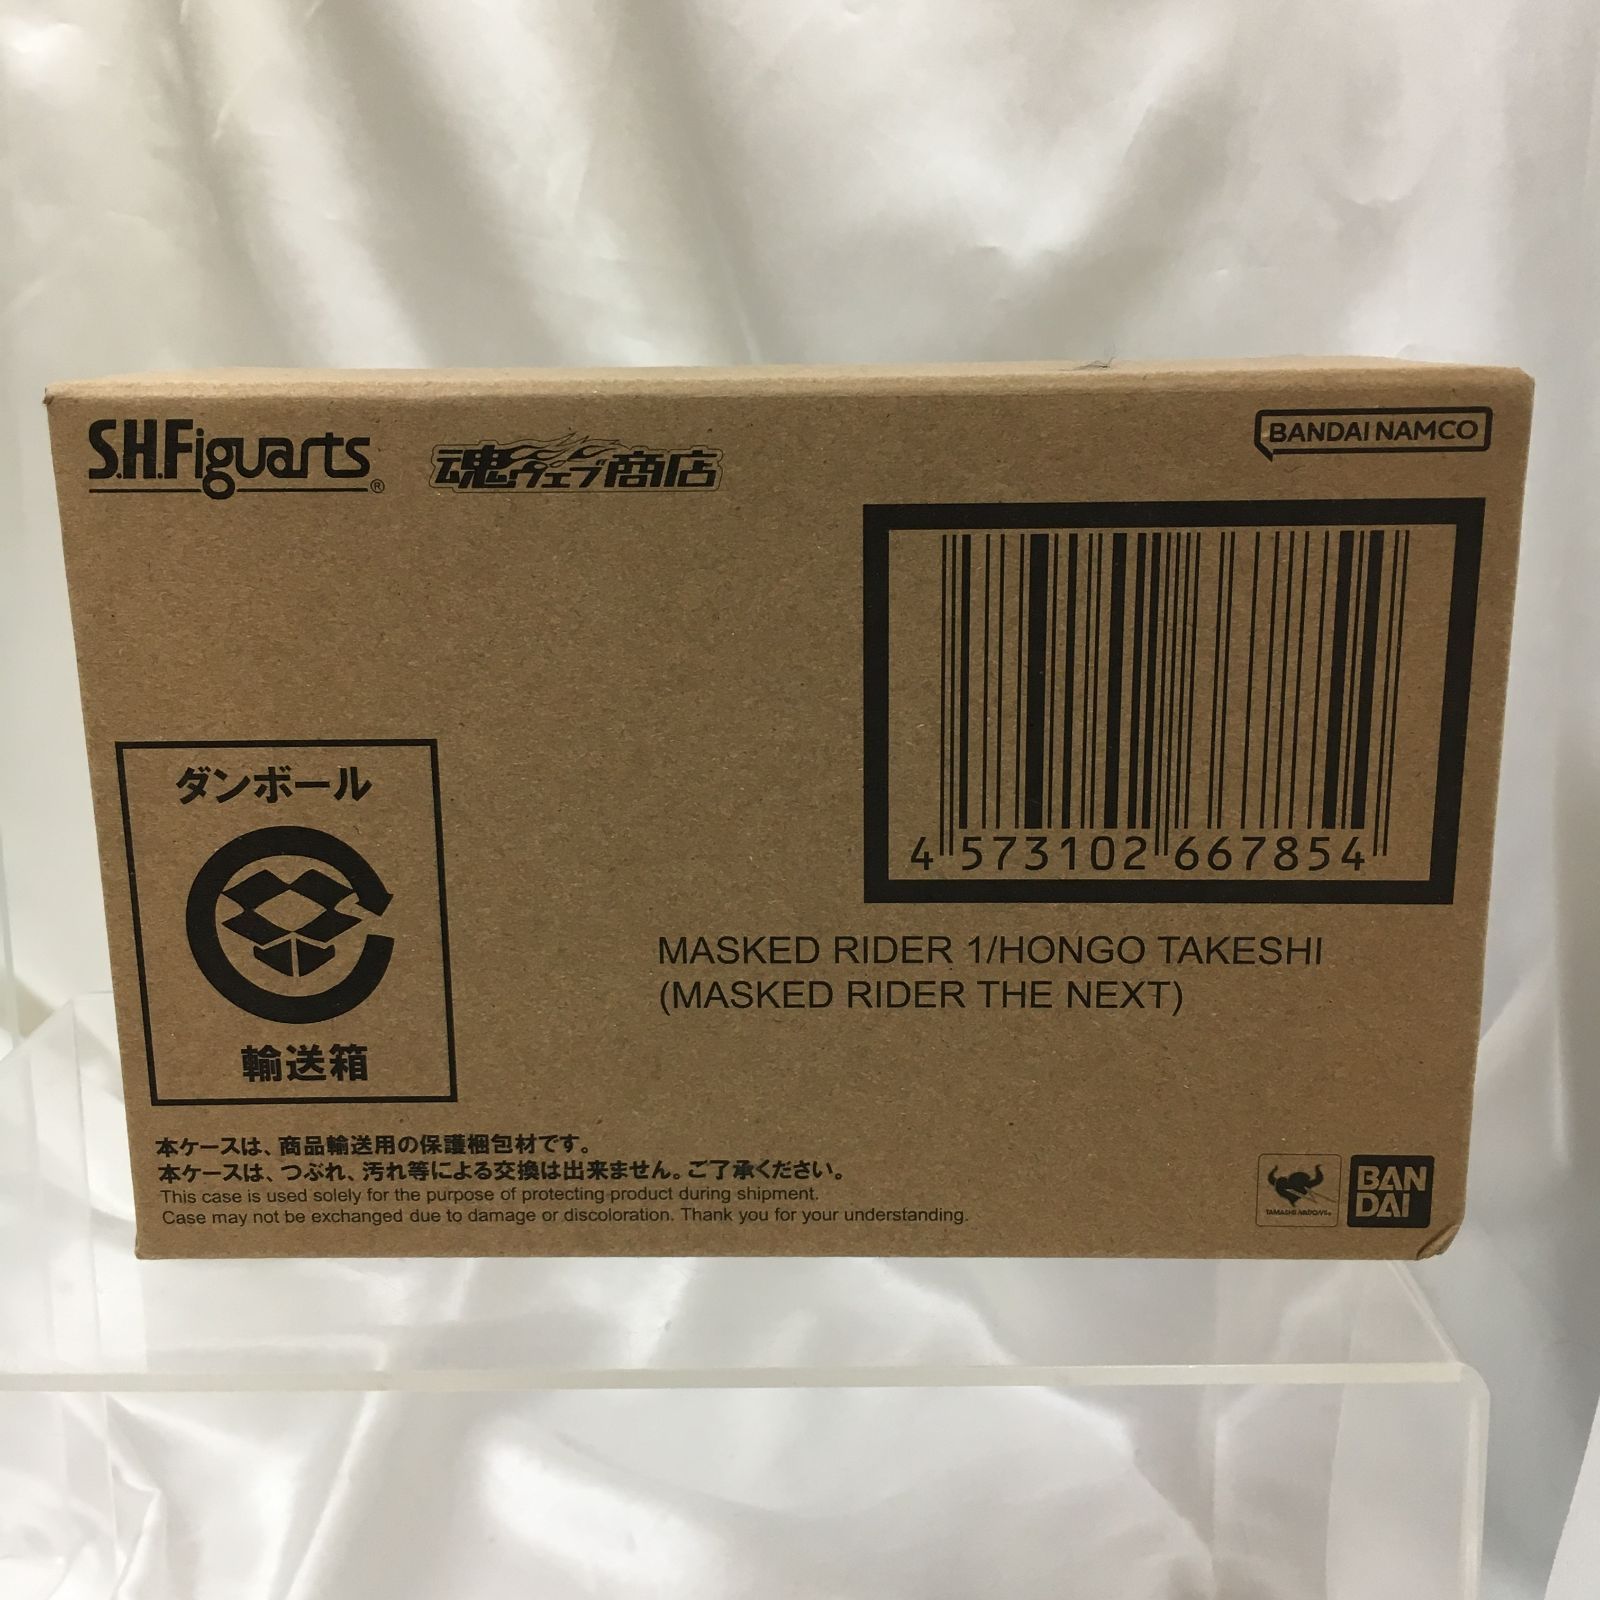 S.H.Figuarts®
魂ウェブ商店
BANDAI NAMCO
4 573102 667854
ダンボール
輸送箱
MASKED RIDER 1/HONGO TAKESHI
(MASKED RIDER THE NEXT)
本ケースは、商品輸送用の保護梱包材です。
本ケースは、つぶれ、汚れ等による交換は出来ません。ご了承ください。
This case is used solely for the purpose of protecting product during shipment.
Case may not be exchanged due to damage or discoloration. Thank you for your understanding.
TAMASHII NATIONS
BAN
DAI